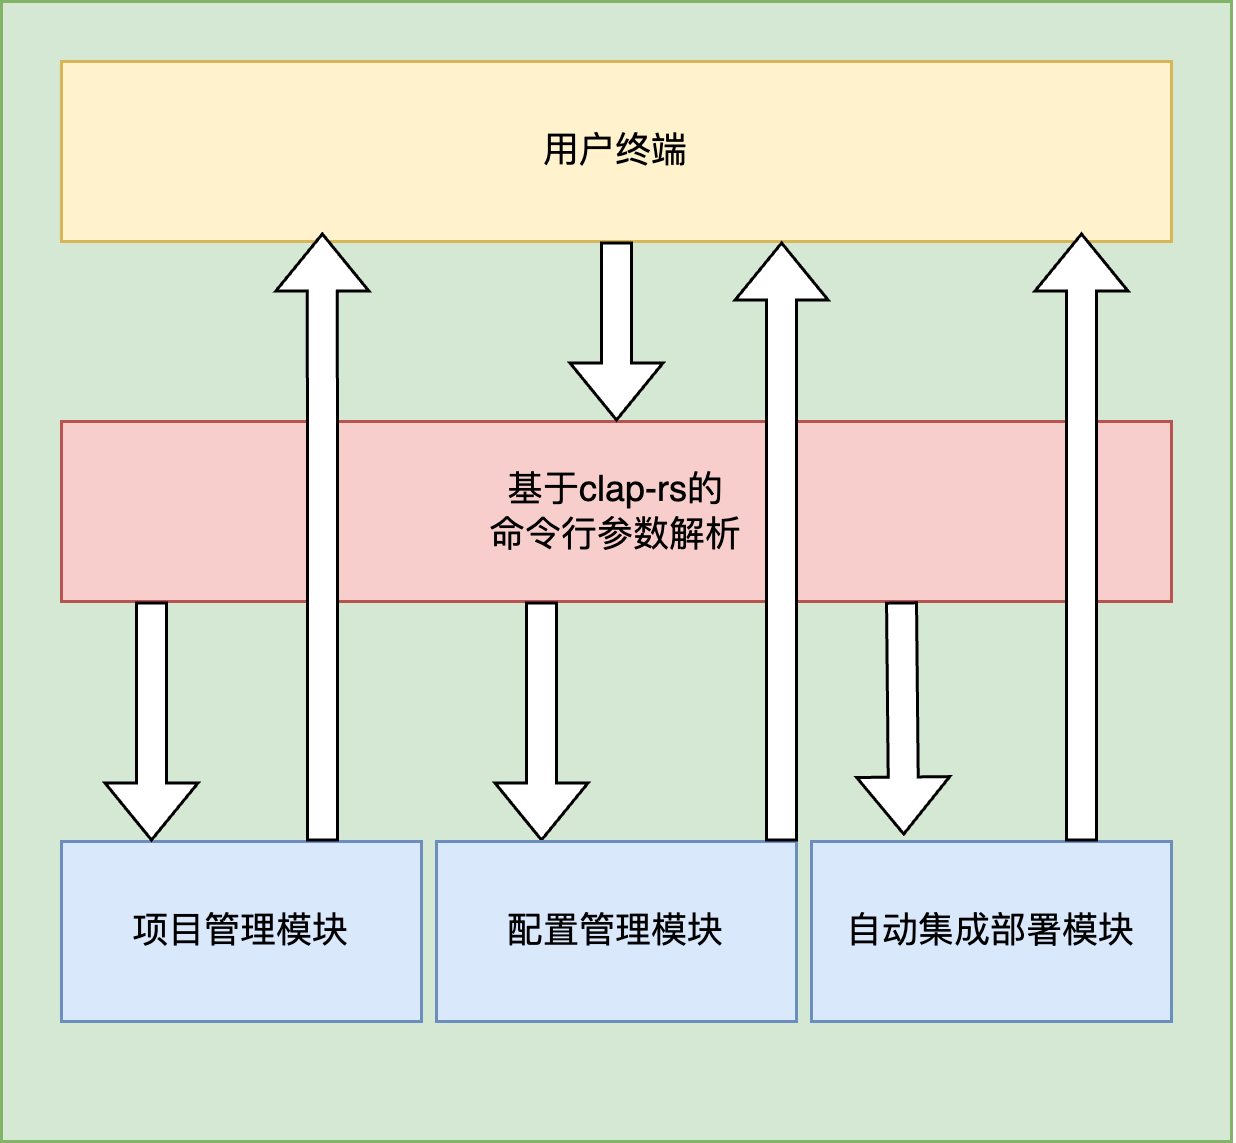 用户终端
基于clap-rs的
命令行参数解析
项目管理模块
配置管理模块
自动集成部署模块